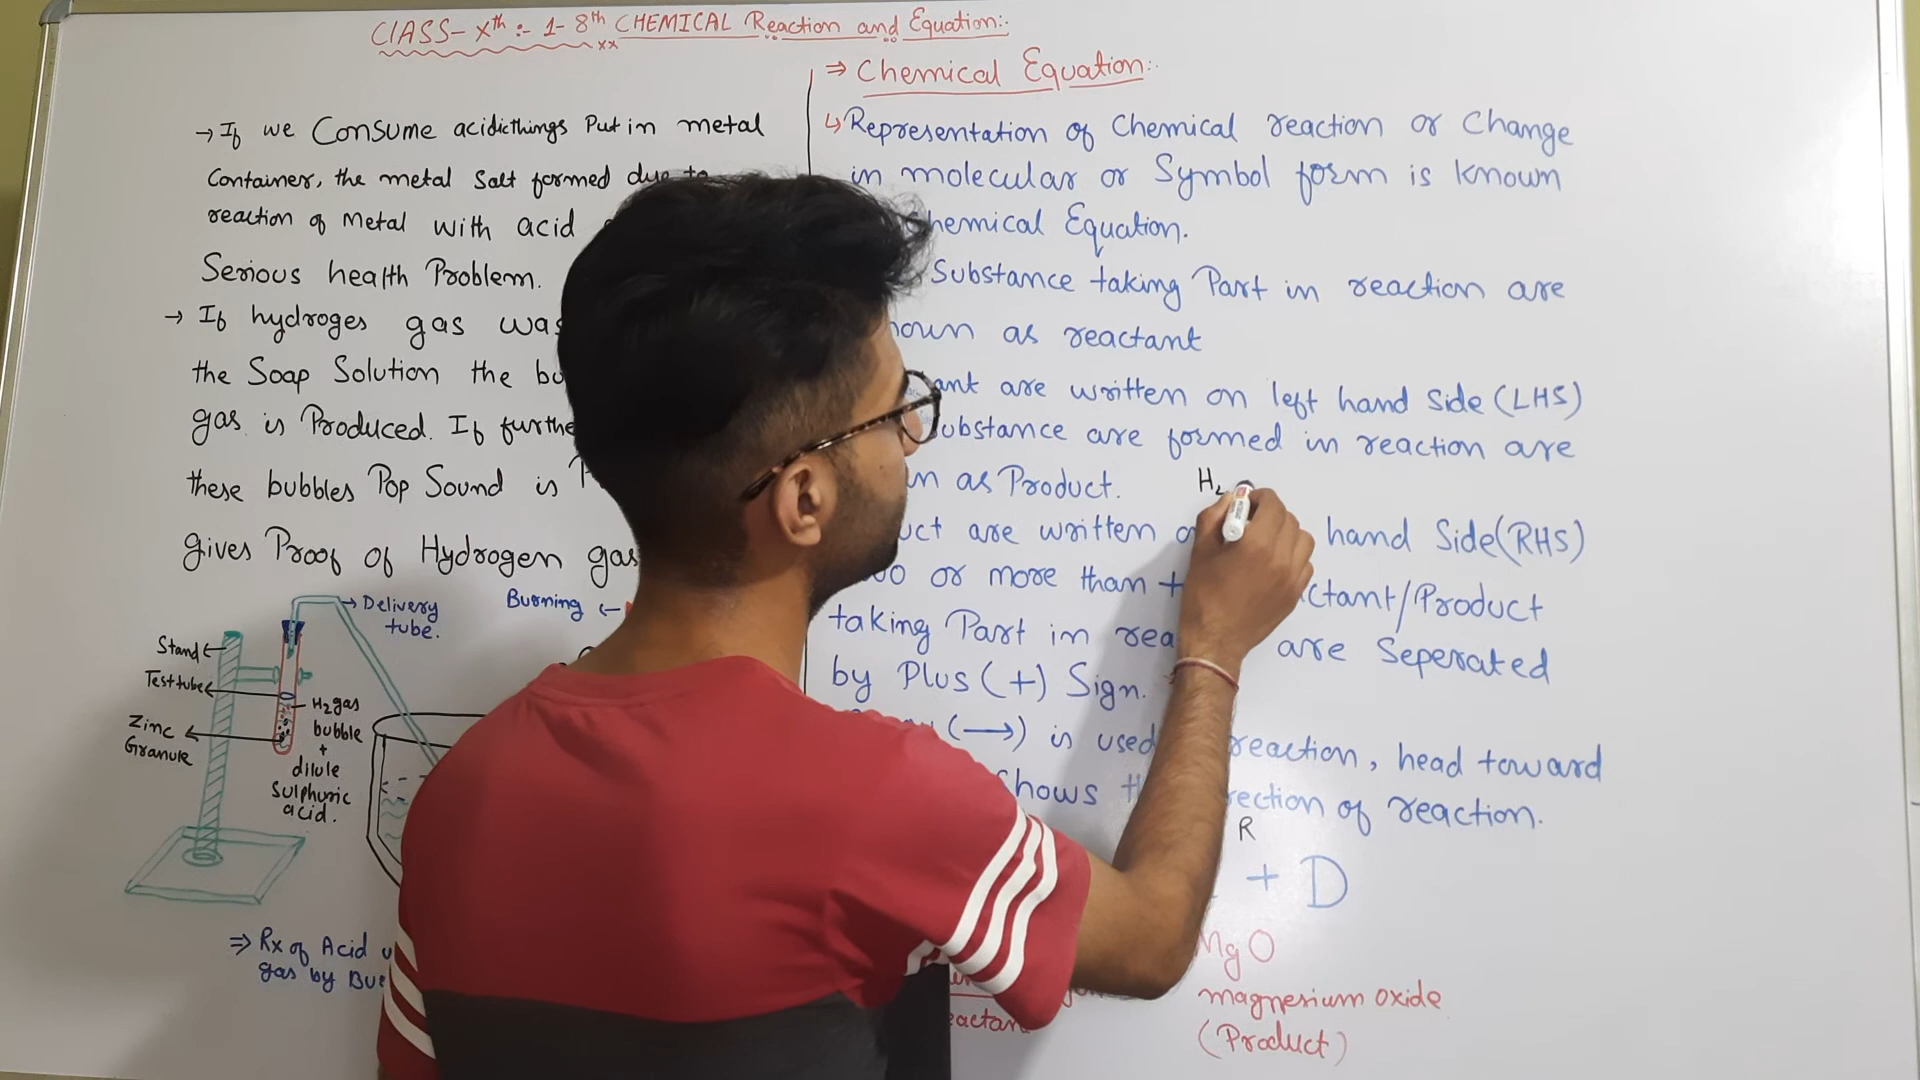 CLASS-Xth :- 1- 8th CHEMICAL Reaction and Equation:-
→ If we Consume acidicthings Put in metal
Container, the metal Salt formed due to
reaction of Metal with acid
Serious health Problem.
→ If hydroges gas was
the Soap Solution the bu
gas is Produced. If furthe
these bubbles Pop Sound is P
gives Proof of Hydrogen gas
Burning ←
→ Delivery tube.
Stand
Test tube
Zinc Granule
H2 gas bubble
+
dilule Sulphuric acid.
⇒ Rx of Acid
gas by Bur
⇒ Chemical Equation:-
↳ Representation of Chemical reaction or Change
in molecular or Symbol form is known
hemical Equation.
Substance taking Part in reaction are
nown as reactant
ant are written on left hand Side (LHS)
ubstance are formed in reaction are
n as Product.
H2
uct are written hand Side (RHS)
wo or more than ctant/Product
taking Part in rea are Seperated
by Plus (+) Sign.
(→) is used reaction, head toward
Shows rection of reaction.
R
+ D
MgO
magnesium oxide
(Product)
eactan